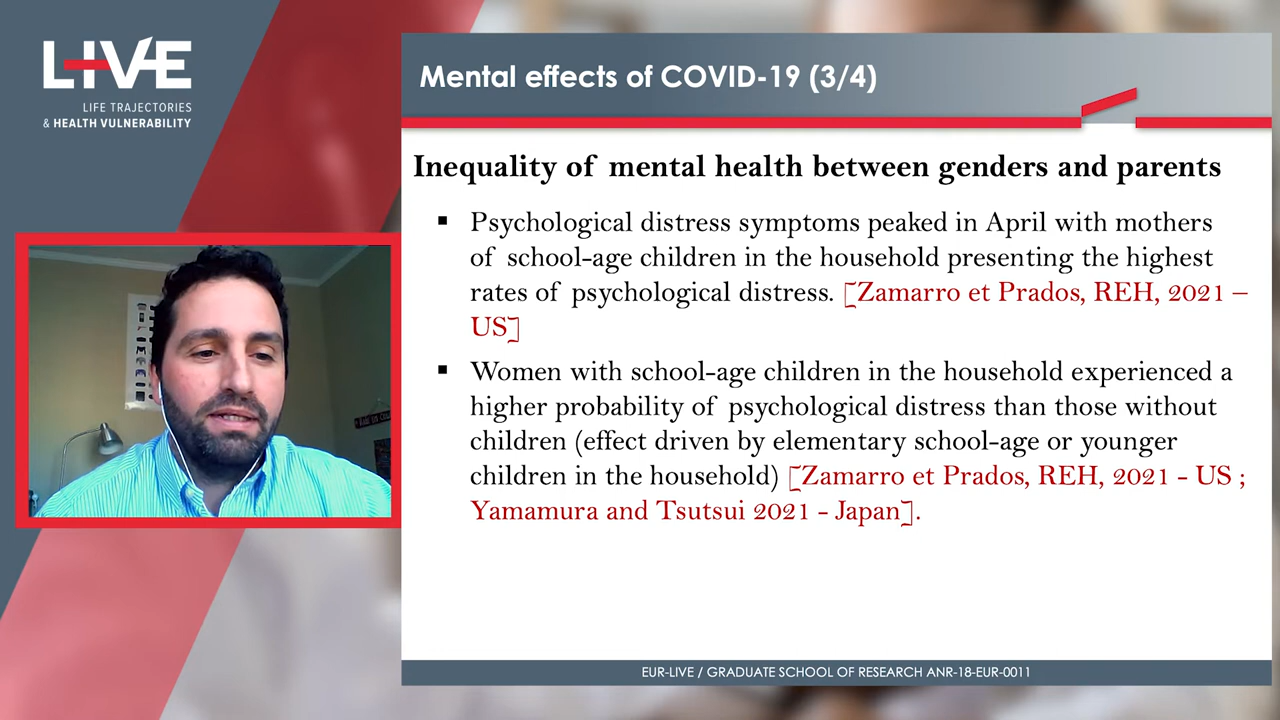 LIVE
LIFE TRAJECTORIES
& HEALTH VULNERABILITY
Mental effects of COVID-19 (3/4)
Inequality of mental health between genders and parents
▪ Psychological distress symptoms peaked in April with mothers
of school-age children in the household presenting the highest
rates of psychological distress. [Zamarro et Prados, REH, 2021 –
US]
▪ Women with school-age children in the household experienced a
higher probability of psychological distress than those without
children (effect driven by elementary school-age or younger
children in the household) [Zamarro et Prados, REH, 2021 - US ;
Yamamura and Tsutsui 2021 - Japan].
EUR-LIVE / GRADUATE SCHOOL OF RESEARCH ANR-18-EUR-0011